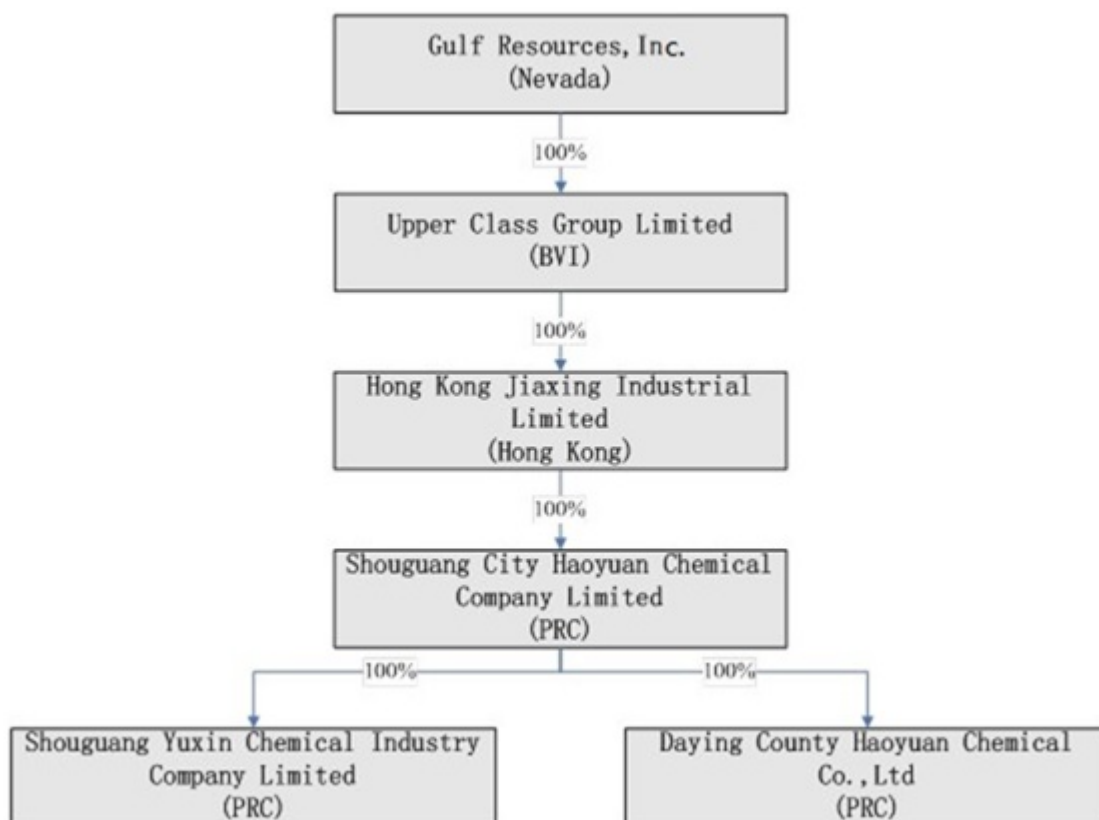 Gulf Resources, Inc.
(Nevada)
100%
Upper Class Group Limited
(BVI)
100%
Hong Kong Jiaxing Industrial
Limited
(Hong Kong)
100%
Shouguang City Haoyuan Chemical
Company Limited
(PRC)
100%
100%
Shouguang Yuxin Chemical Industry
Company Limited
(PRC)
Daying County Haoyuan Chemical
Co.,Ltd
(PRC)